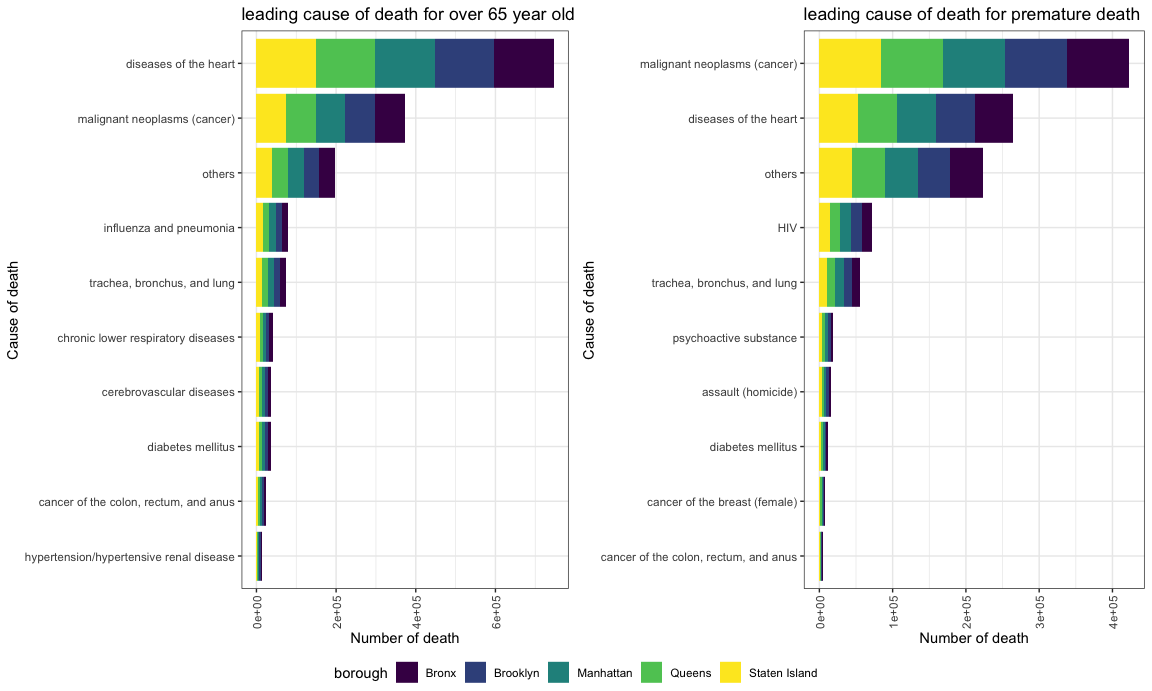 leading cause of death for over 65 year old
diseases of the heart
malignant neoplasms (cancer)
others
influenza and pneumonia
trachea, bronchus, and lung
chronic lower respiratory diseases
cerebrovascular diseases
diabetes mellitus
cancer of the colon, rectum, and anus
hypertension/hypertensive renal disease
Cause of death
0e+00
2e+05
4e+05
6e+05
Number of death
leading cause of death for premature death
malignant neoplasms (cancer)
diseases of the heart
others
HIV
trachea, bronchus, and lung
psychoactive substance
assault (homicide)
diabetes mellitus
cancer of the breast (female)
cancer of the colon, rectum, and anus
Cause of death
0e+00
1e+05
2e+05
3e+05
4e+05
Number of death
borough Bronx Brooklyn Manhattan Queens Staten Island